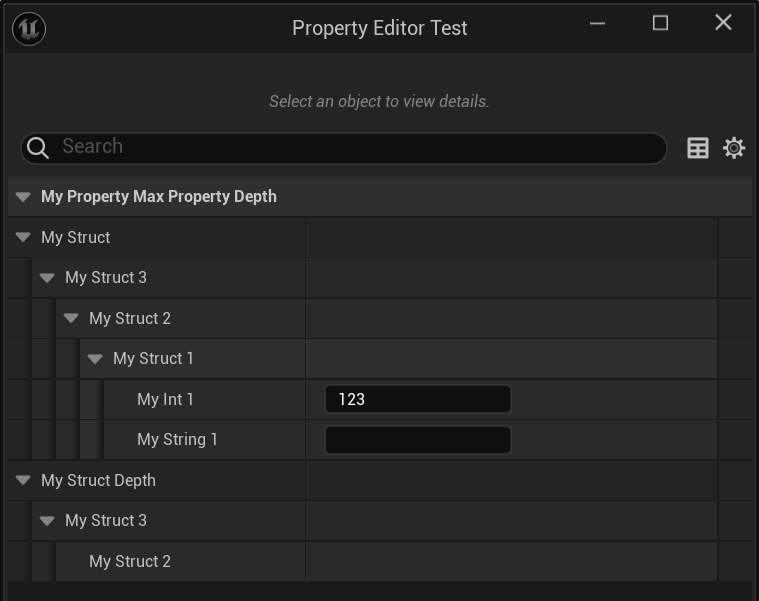 Property Editor Test
Select an object to view details.
Search
My Property Max Property Depth
My Struct
My Struct 3
My Struct 2
My Struct 1
My Int 1 123
My String 1
My Struct Depth
My Struct 3
My Struct 2